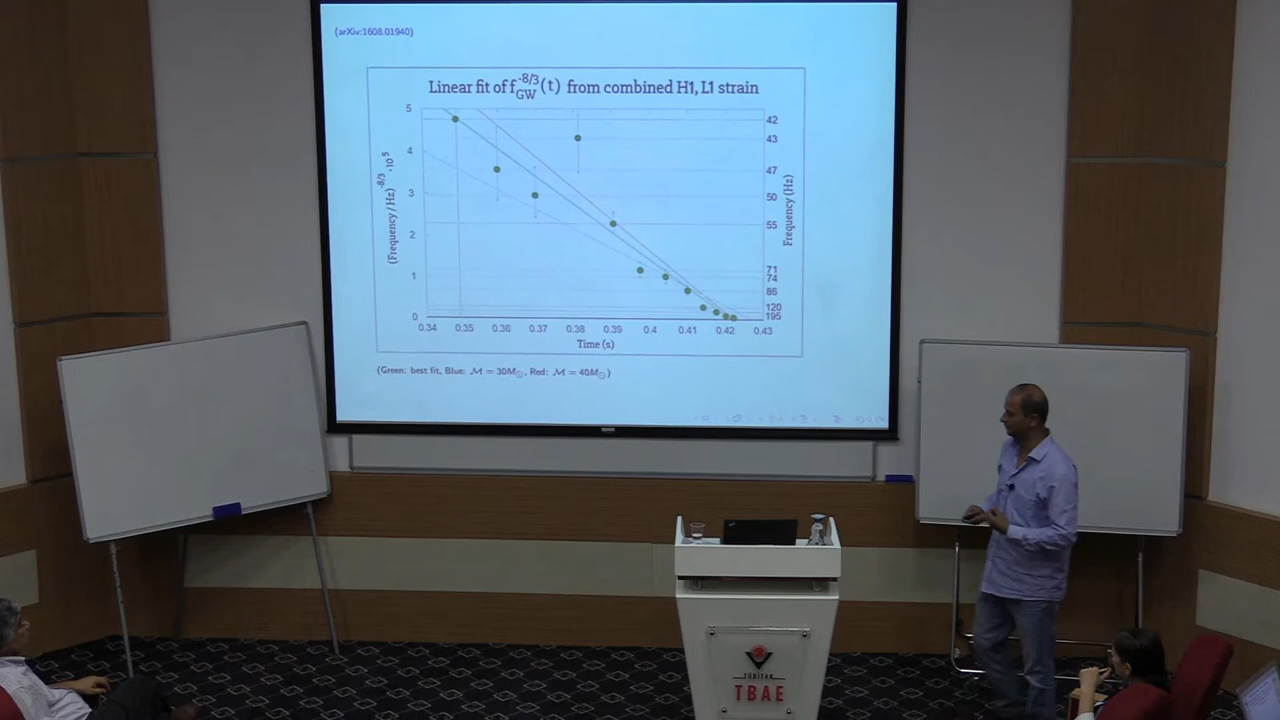 (arXiv:1608.01940)
Linear fit of f_GW^-8/3(t) from combined H1, L1 strain
(Frequency / Hz)^-8/3 ·10^5
5
4
3
2
1
0
42
43
47
50
55
71
74
86
120
195
Frequency (Hz)
0.34 0.35 0.36 0.37 0.38 0.39 0.4 0.41 0.42 0.43
Time (s)
(Green: best fit, Blue: M = 30M⊙, Red: M = 40M⊙)
TÜBİTAK
TBAE